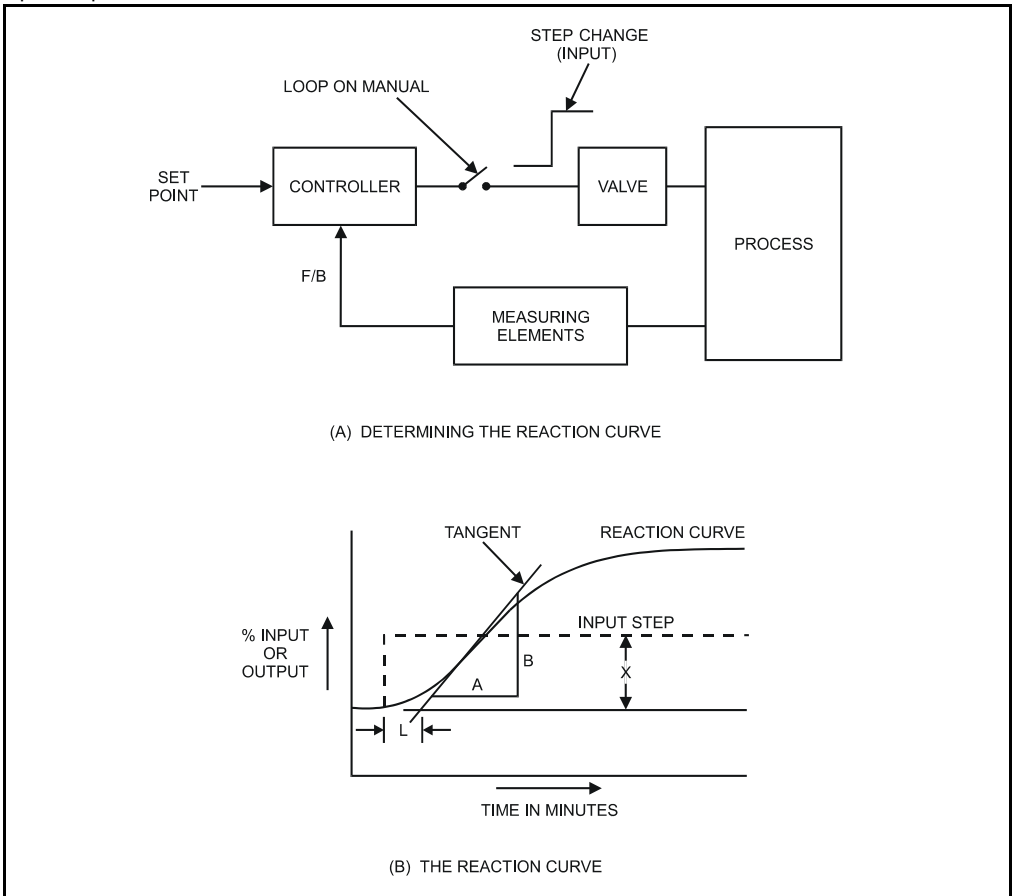 STEP CHANGE
(INPUT)
LOOP ON MANUAL
SET
POINT
CONTROLLER
VALVE
PROCESS
F/B
MEASURING
ELEMENTS
(A) DETERMINING THE REACTION CURVE
TANGENT
REACTION CURVE
% INPUT
OR
OUTPUT
INPUT STEP
A
B
X
L
TIME IN MINUTES
(B) THE REACTION CURVE